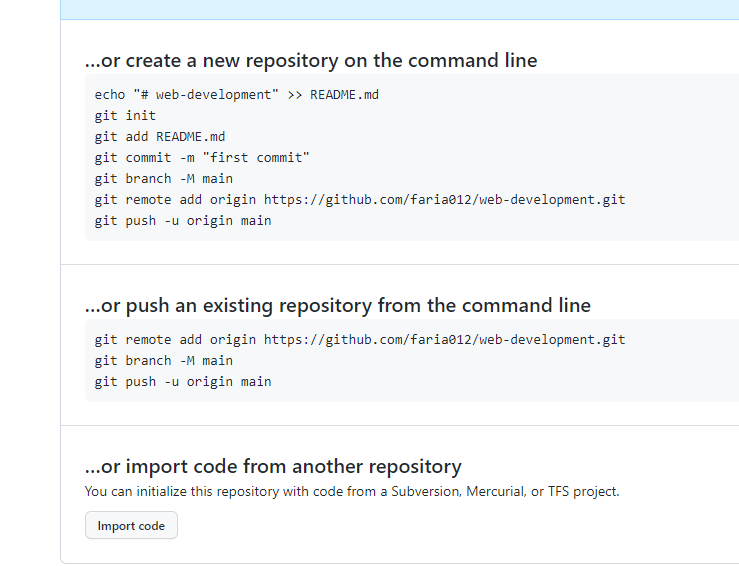 ...or create a new repository on the command line
echo "# web-development" >> README.md
git init
git add README.md
git commit -m "first commit"
git branch -M main
git remote add origin https://github.com/faria012/web-development.git
git push -u origin main
...or push an existing repository from the command line
git remote add origin https://github.com/faria012/web-development.git
git branch -M main
git push -u origin main
...or import code from another repository
You can initialize this repository with code from a Subversion, Mercurial, or TFS project.
Import code